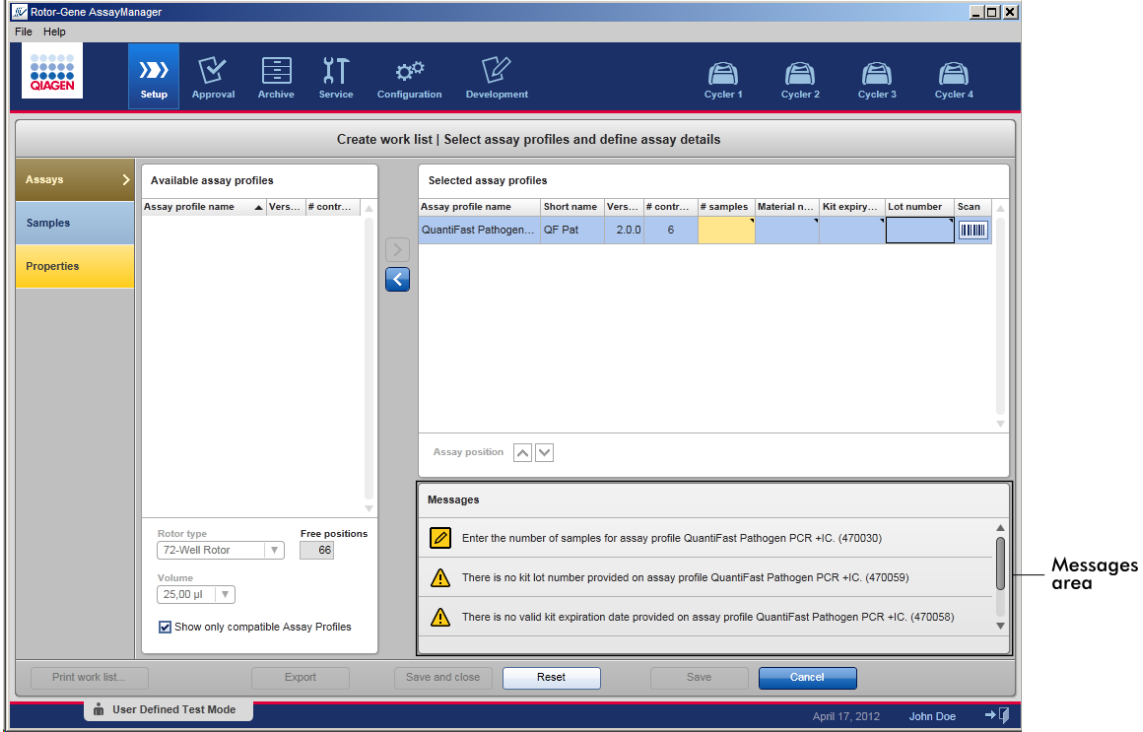 Rotor-Gene AssayManager
File Help
QIAGEN
Setup Approval Archive Service Configuration Development Cycler 1 Cycler 2 Cycler 3 Cycler 4
Create work list | Select assay profiles and define assay details
Assays
Samples
Properties
Available assay profiles
Assay profile name Vers... # contr...
Rotor type Free positions
72-Well Rotor 66
Volume
25,00 µl
Show only compatible Assay Profiles
Selected assay profiles
Assay profile name Short name Vers... # contr... # samples Material n... Kit expiry... Lot number Scan
QuantiFast Pathogen... QF Pat 2.0.0 6
Assay position
Messages
Enter the number of samples for assay profile QuantiFast Pathogen PCR +IC. (470030)
There is no kit lot number provided on assay profile QuantiFast Pathogen PCR +IC. (470059)
There is no valid kit expiration date provided on assay profile QuantiFast Pathogen PCR +IC. (470058)
Messages
area
Print work list... Export Save and close Reset Save Cancel
User Defined Test Mode April 17, 2012 John Doe